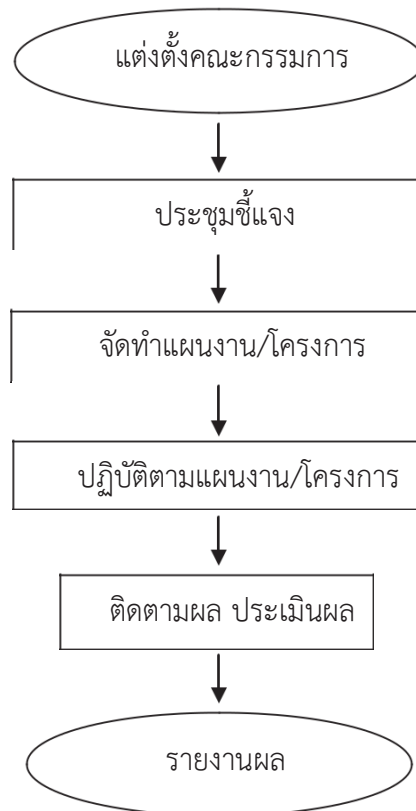 แต่งตั้งคณะกรรมการ
ประชุมชี้แจง
จัดทำแผนงาน/โครงการ
ปฏิบัติตามแผนงาน/โครงการ
ติดตามผล ประเมินผล
รายงานผล